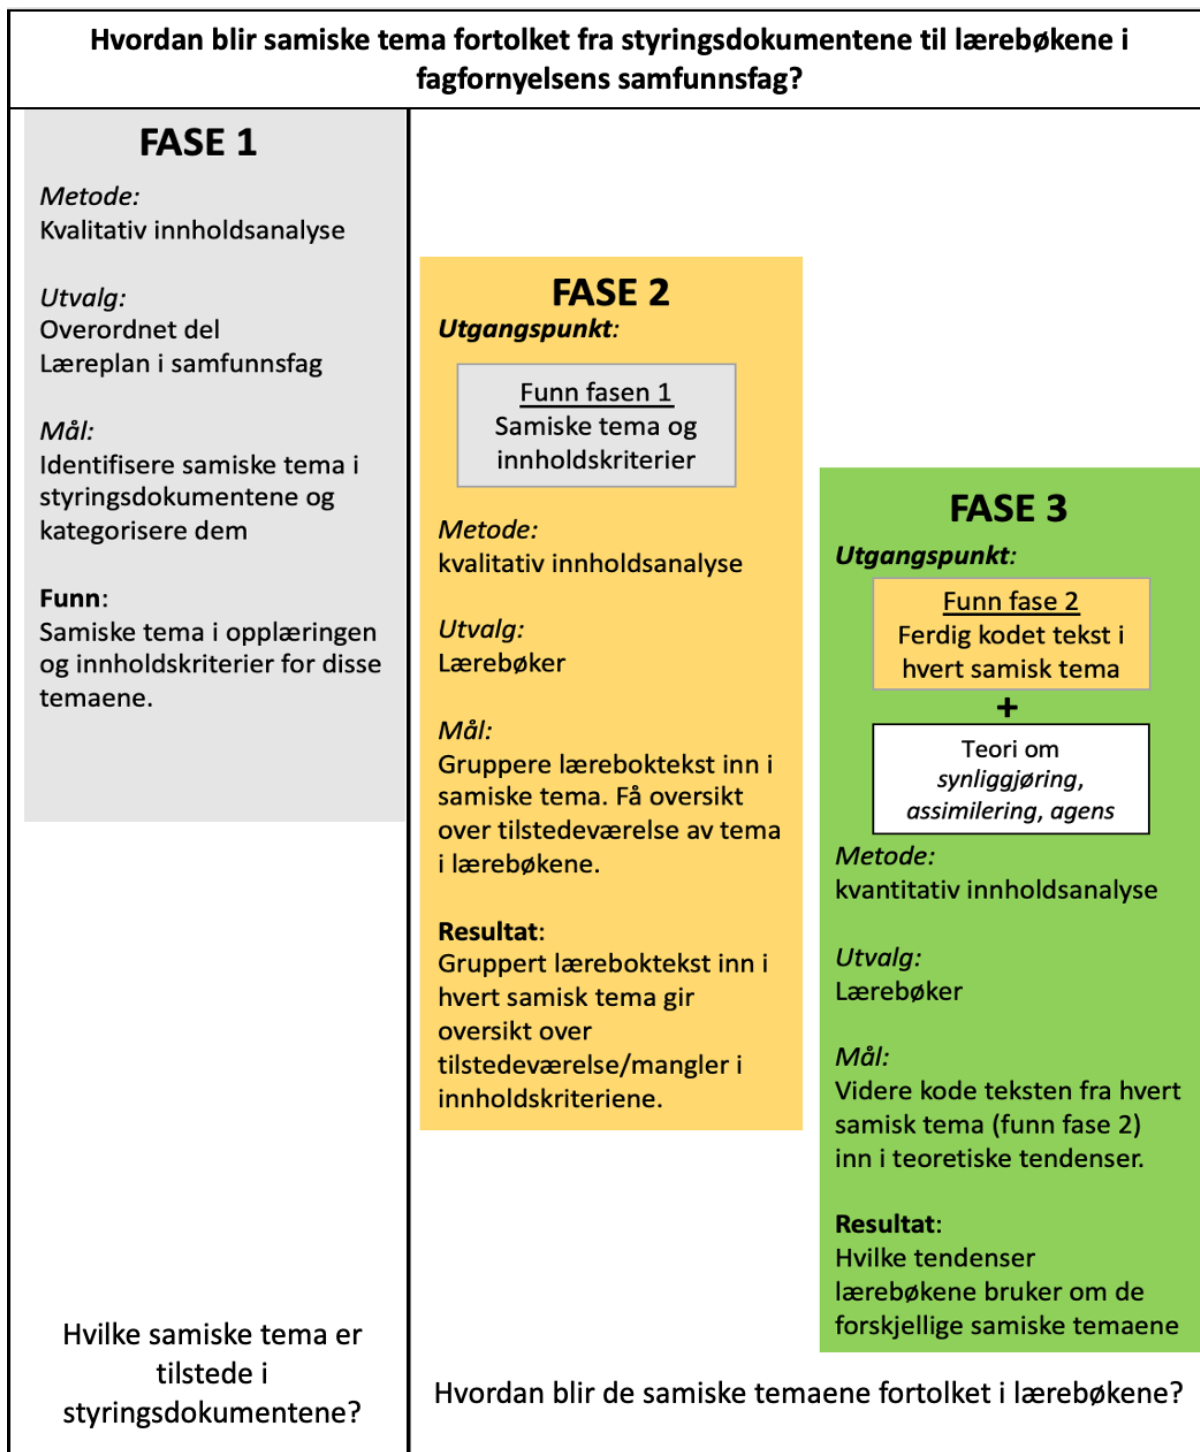 Hvordan blir samiske tema fortolket fra styringsdokumentene til lærebøkene i
fagfornyelsens samfunnsfag?
FASE 1
Metode:
Kvalitativ innholdsanalyse
Utvalg:
Overordnet del
Læreplan i samfunnsfag
Mål:
Identifisere samiske tema i
styringsdokumentene og
kategorisere dem
Funn:
Samiske tema i opplæringen
og innholdskriterier for disse
temaene.
Hvilke samiske tema er
tilstede i
styringsdokumentene?
FASE 2
Utgangspunkt:
Funn fasen 1
Samiske tema og
innholdskriterier
Metode:
kvalitativ innholdsanalyse
Utvalg:
Lærebøker
Mål:
Gruppere læreboktekst inn i
samiske tema. Få oversikt
over tilstedeværelse av tema
i lærebøkene.
Resultat:
Gruppert læreboktekst inn i
hvert samisk tema gir
oversikt over
tilstedeværelse/mangler i
innholdskriteriene.
FASE 3
Utgangspunkt:
Funn fase 2
Ferdig kodet tekst i
hvert samisk tema
+
Teori om
synliggjøring,
assimilering, agens
Metode:
kvantitativ innholdsanalyse
Utvalg:
Lærebøker
Mål:
Videre kode teksten fra hvert
samisk tema (funn fase 2)
inn i teoretiske tendenser.
Resultat:
Hvilke tendenser
lærebøkene bruker om de
forskjellige samiske temaene
Hvordan blir de samiske temaene fortolket i lærebøkene?